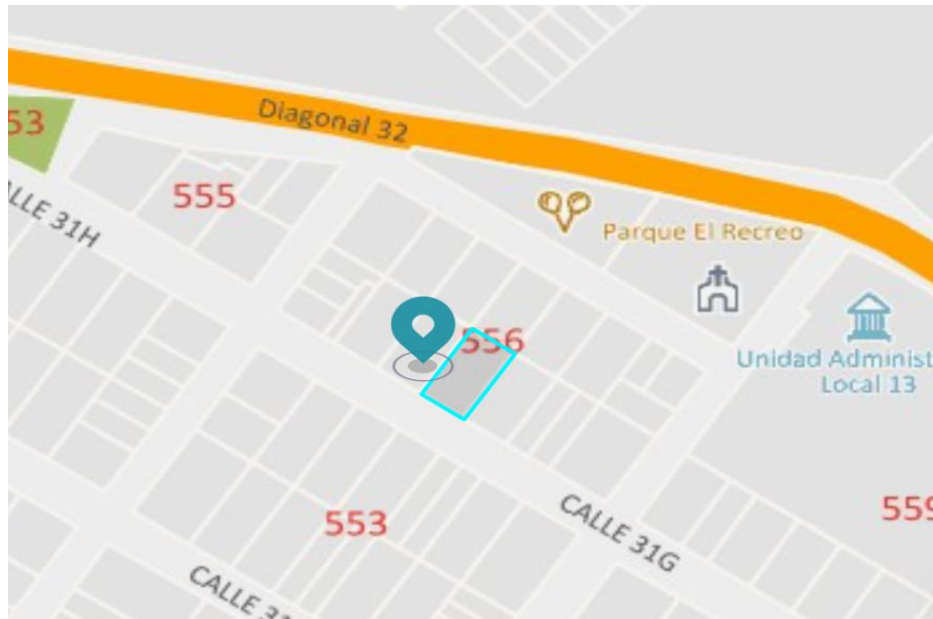 Diagonal 32
53
555
LLE 31H
Parque El Recreo
556
Unidad Administ
Local 13
553
559
CALLE 31G
CALLE 31